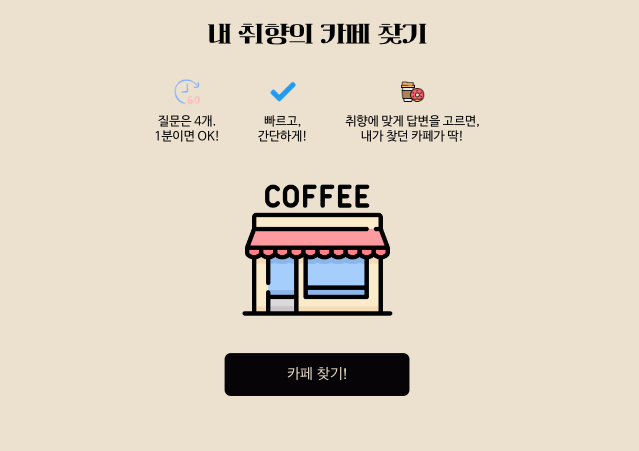 내 취향의 카페 찾기
60
질문은 4개.
1분이면 OK!
빠르고,
간단하게!
취향에 맞게 답변을 고르면,
내가 찾던 카페가 딱!
COFFEE
카페 찾기!